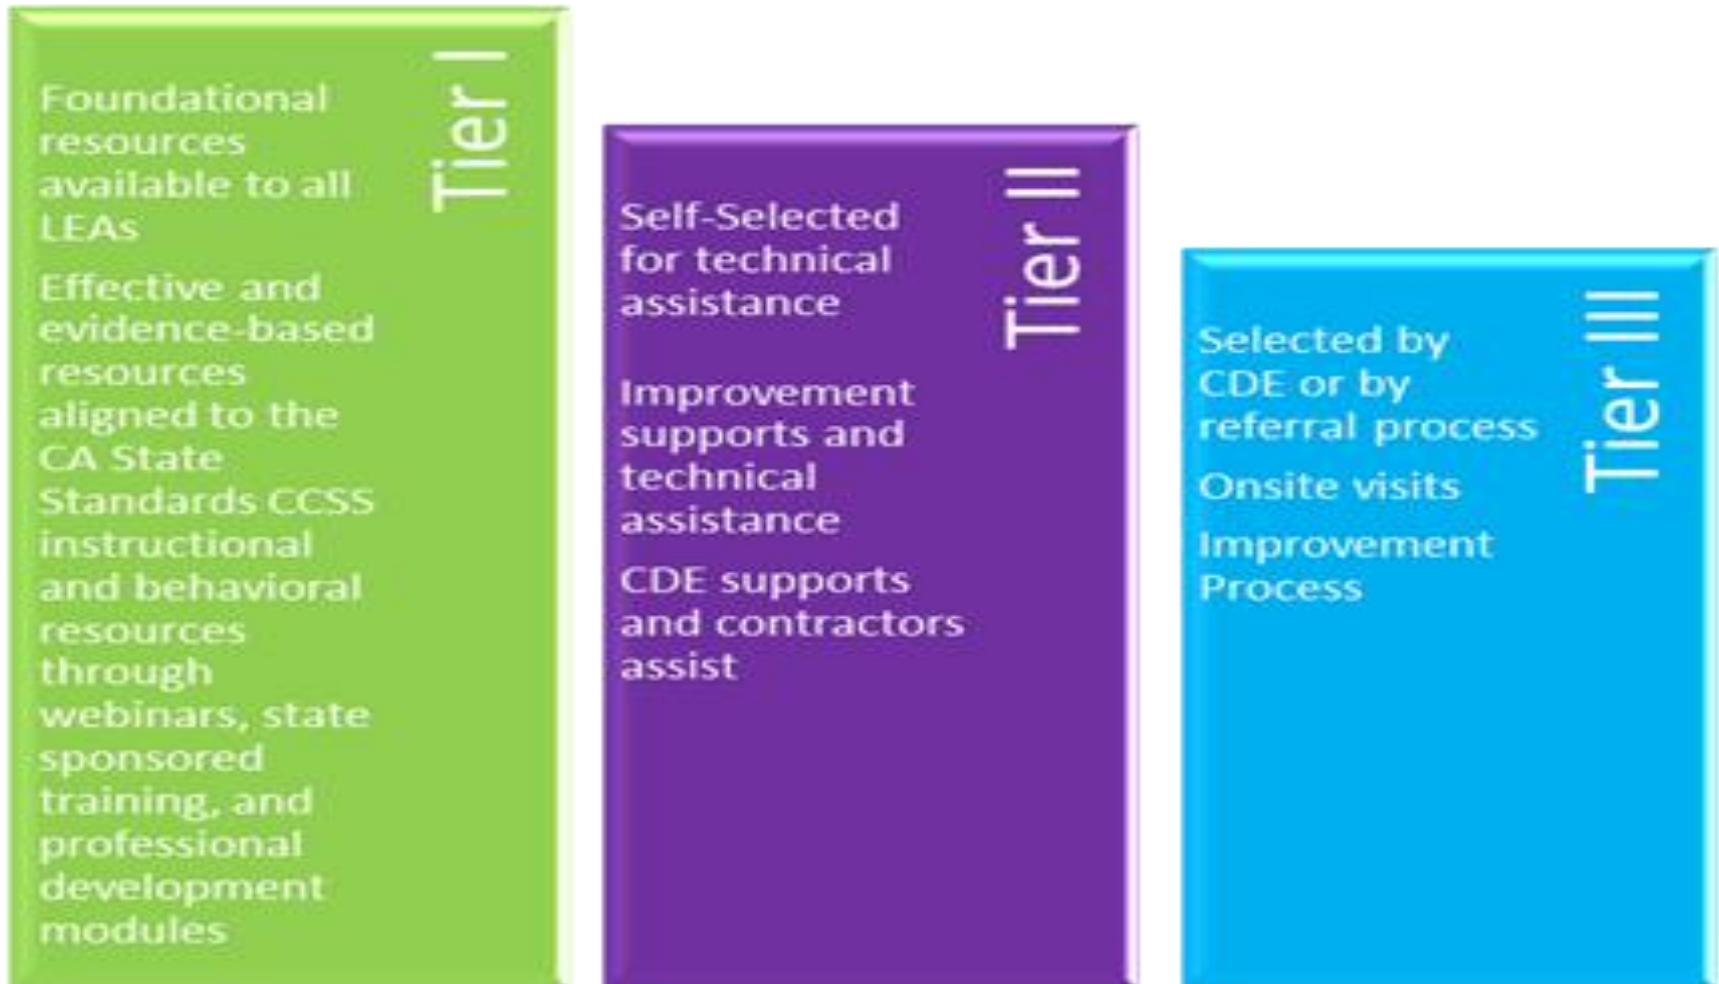 Tier I
Foundational
resources
available to all
LEAs
Effective and
evidence-based
resources
aligned to the
CA State
Standards CCSS
instructional
and behavioral
resources
through
webinars, state
sponsored
training, and
professional
development
modules
Tier II
Self-Selected
for technical
assistance
Improvement
supports and
technical
assistance
CDE supports
and contractors
assist
Tier III
Selected by
CDE or by
referral process
Onsite visits
Improvement
Process